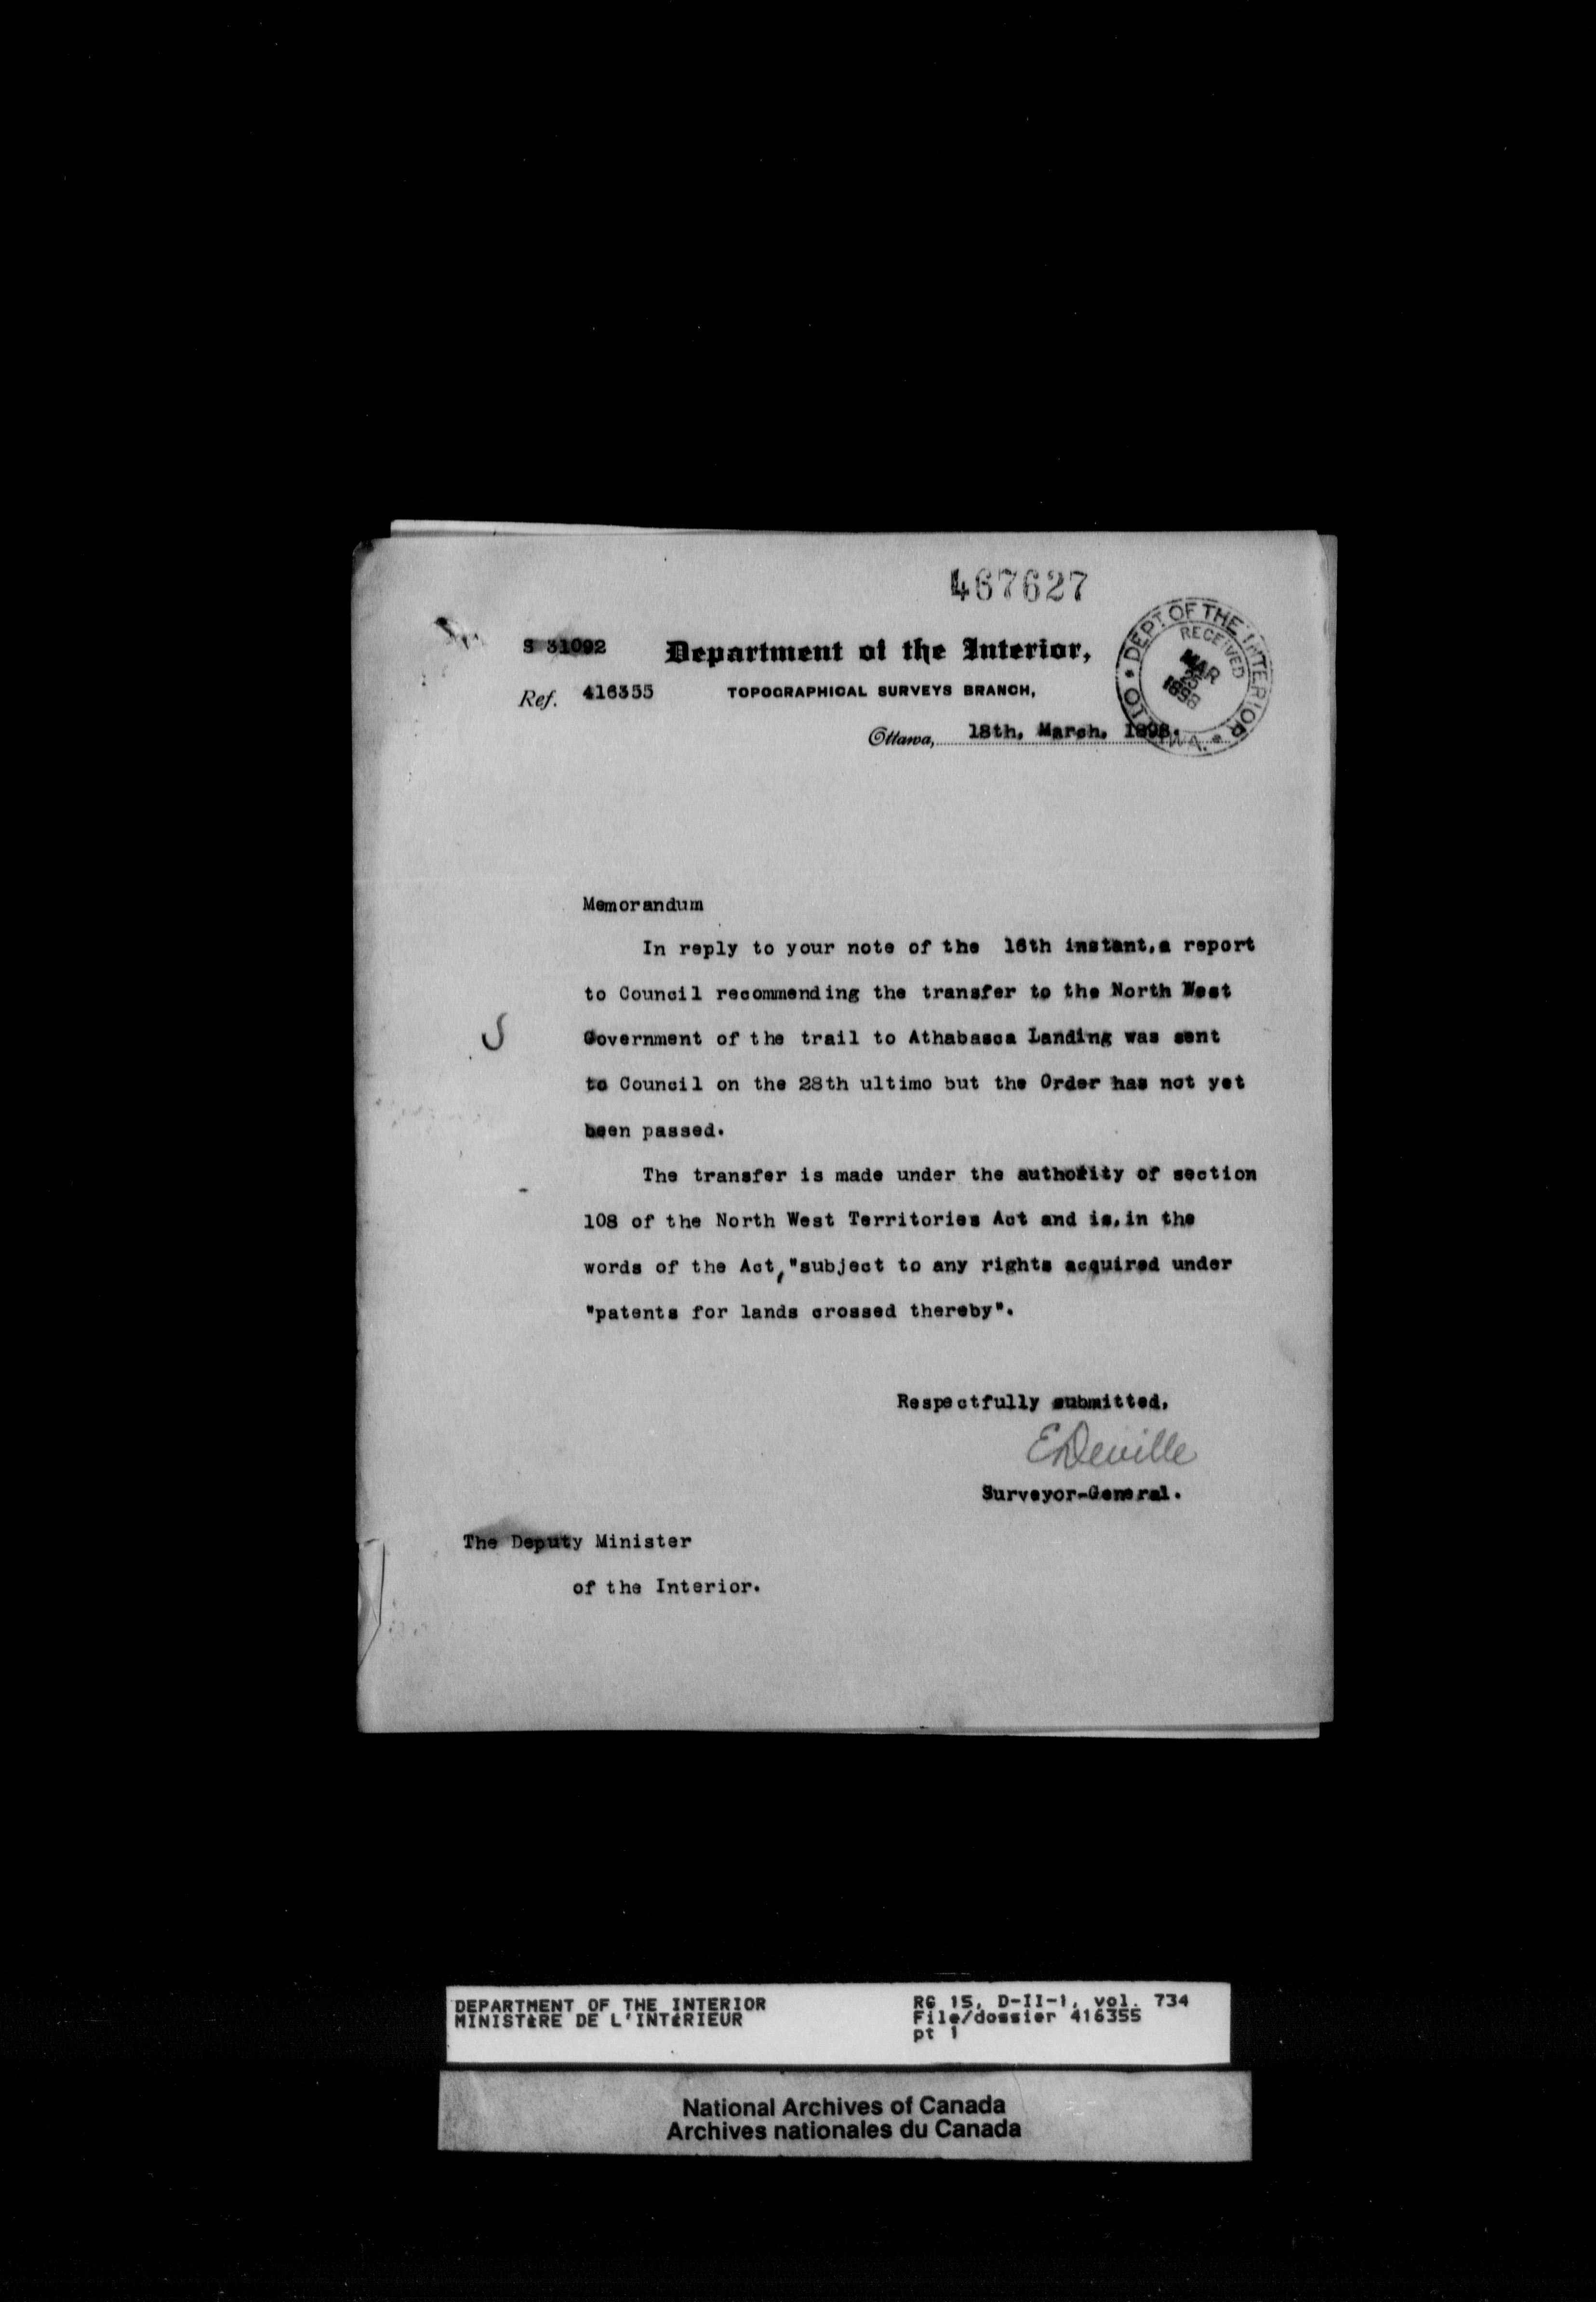 467627
S 31092
Department of the Interior,
Ref. 416355
TOPOGRAPHICAL SURVEYS BRANCH,
DEPT. OF THE INTERIOR OTTAWA
RECEIVED
MAR
1898
Ottawa, 18th. March. 1898.
Memorandum
In reply to your note of the 16th instant, a report
to Council recommending the transfer to the North West
Government of the trail to Athabasca Landing was sent
to Council on the 28th ultimo but the Order has not yet
been passed.
The transfer is made under the authority of section
108 of the North West Territories Act and is, in the
words of the Act, "subject to any rights acquired under
"patents for lands crossed thereby".
Respectfully submitted,
E Deville
Surveyor-General.
The Deputy Minister
of the Interior.
DEPARTMENT OF THE INTERIOR
MINISTÈRE DE L'INTÉRIEUR
RG 15, D-II-1, vol. 734
File/dossier 416355
pt 1
National Archives of Canada
Archives nationales du Canada